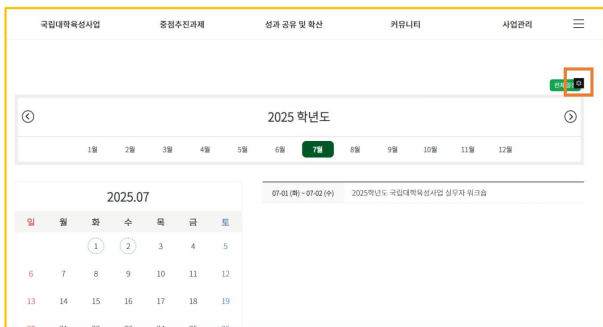 국립대학육성사업 중점추진과제 성과 공유 및 확산 커뮤니티 사업관리
2025 학년도
1월 2월 3월 4월 5월 6월 7월 8월 9월 10월 11월 12월
2025.07
07-01 (화) ~ 07-02 (수) 2025학년도 국립대학육성사업 실무자 워크숍
일 월 화 수 목 금 토
1 2 3 4 5
6 7 8 9 10 11 12
13 14 15 16 17 18 19